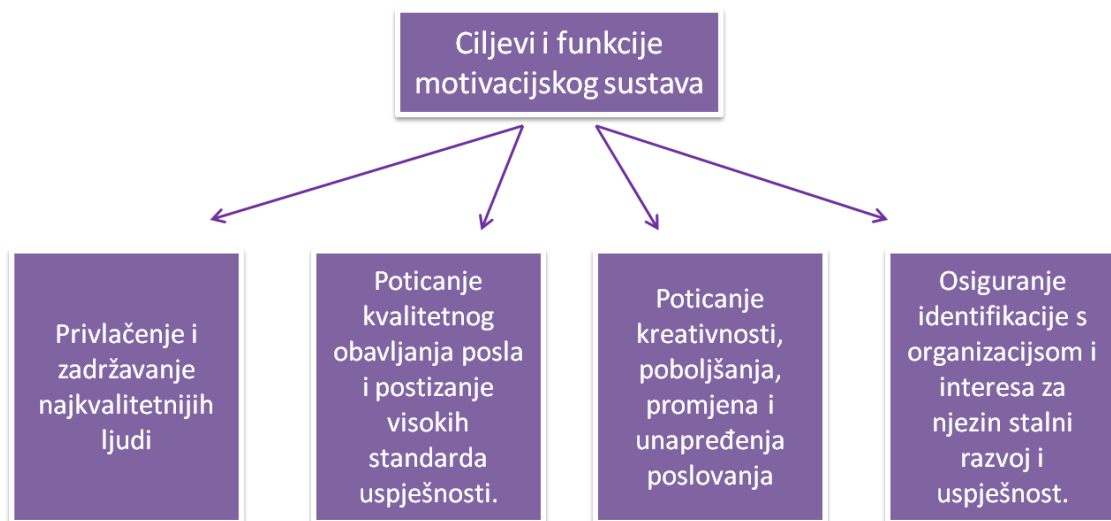 Ciljevi i funkcije
motivacijskog sustava
Privlačenje i
zadržavanje
najkvalitetnijih
ljudi
Poticanje
kvalitetnog
obavljanja posla
i postizanje
visokih
standarda
uspješnosti.
Poticanje
kreativnosti,
poboljšanja,
promjena i
unapređenja
poslovanja
Osiguranje
identifikacije s
organizacijsom i
interesa za
njezin stalni
razvoj i
uspješnost.